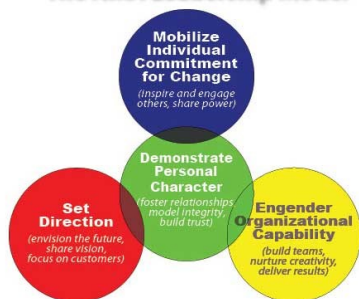 Mobilize
Individual
Commitment
for Change
(inspire and engage
others, share power)
Demonstrate
Personal
Character
(foster relationships,
model integrity,
build trust)
Set
Direction
(envision the future,
share vision,
focus on customers)
Engender
Organizational
Capability
(build teams,
nurture creativity,
deliver results)